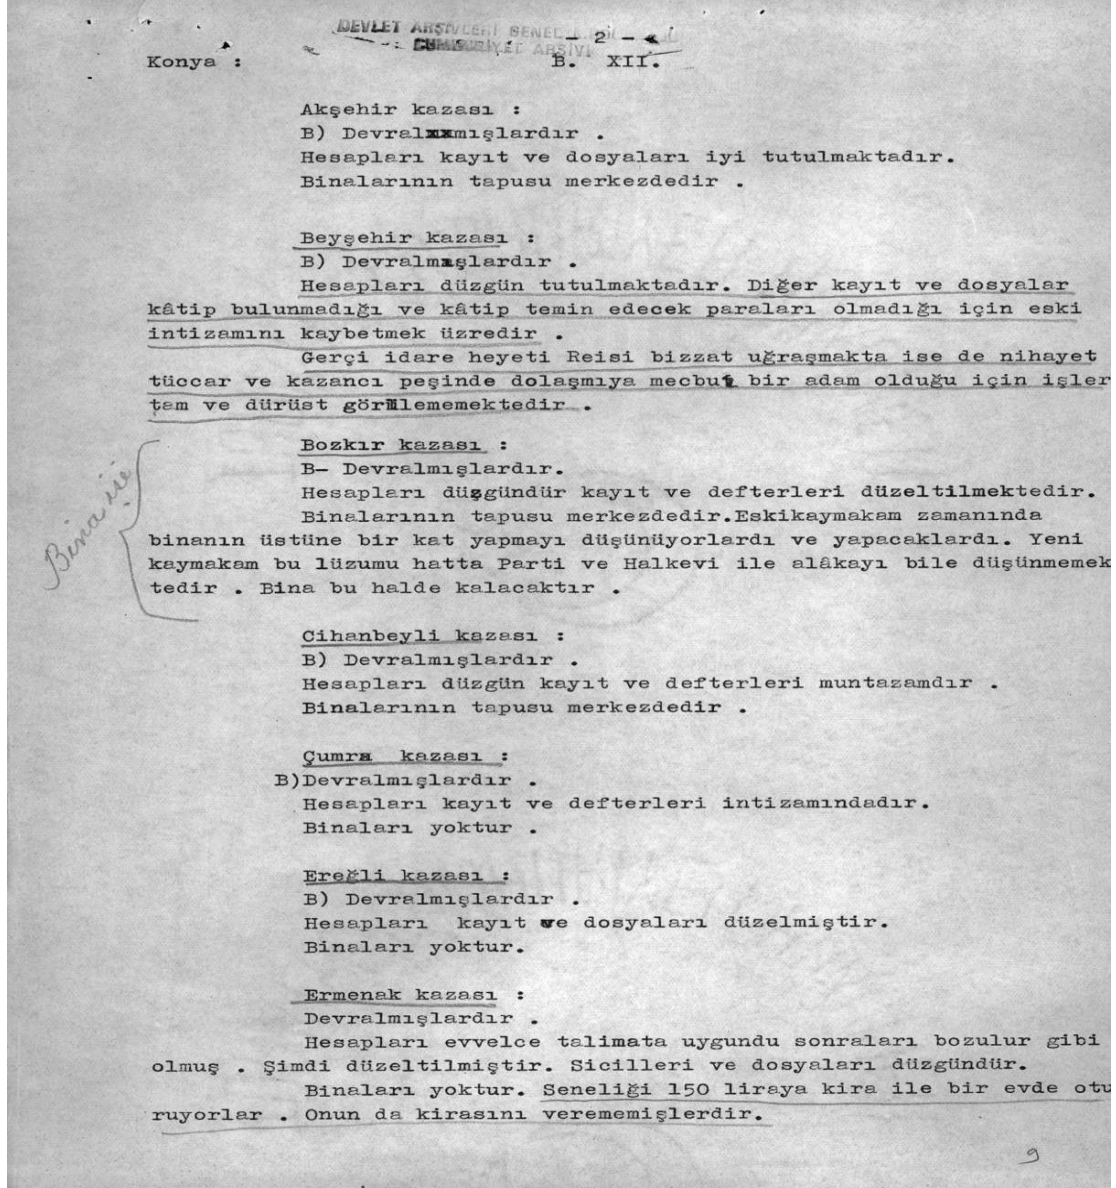 DEVLET ARŞİVLERİ GENEL
CUMHURİYET ARŞİVİ
- 2 -
Konya : B. XII.
Akşehir kazası :
B) Devralmışlardır .
Hesapları kayıt ve dosyaları iyi tutulmaktadır.
Binalarının tapusu merkezdedir .
Beyşehir kazası :
B) Devralmışlardır .
Hesapları düzgün tutulmaktadır. Diğer kayıt ve dosyalar
kâtip bulunmadığı ve kâtip temin edecek paraları olmadığı için eski
intizamını kaybetmek üzredir .
Gerçi idare heyeti Reisi bizzat uğraşmakta ise de nihayet
tüccar ve kazancı peşinde dolaşmıya mecbur bir adam olduğu için işler
tam ve dürüst görülememektedir .
Bozkır kazası :
B- Devralmışlardır.
Hesapları düzgündür kayıt ve defterleri düzeltilmektedir.
Binalarının tapusu merkezdedir.Eskikaymakam zamanında
binanın üstüne bir kat yapmayı düşünüyorlardı ve yapacaklardı. Yeni
kaymakam bu lüzumu hatta Parti ve Halkevi ile alâkayı bile düşünmemek
tedir . Bina bu halde kalacaktır .
Bina
Cihanbeyli kazası :
B) Devralmışlardır .
Hesapları düzgün kayıt ve defterleri muntazamdır .
Binalarının tapusu merkezdedir .
Çumra kazası :
B)Devralmışlardır .
Hesapları kayıt ve defterleri intizamındadır.
Binaları yoktur .
Ereğli kazası :
B) Devralmışlardır .
Hesapları kayıt ve dosyaları düzelmiştir.
Binaları yoktur.
Ermenak kazası :
Devralmışlardır .
Hesapları evvelce talimata uygundu sonraları bozulur gibi
olmuş . Şimdi düzeltilmiştir. Sicilleri ve dosyaları düzgündür.
Binaları yoktur. Seneliği 150 liraya kira ile bir evde otu
ruyorlar . Onun da kirasını verememişlerdir.
9